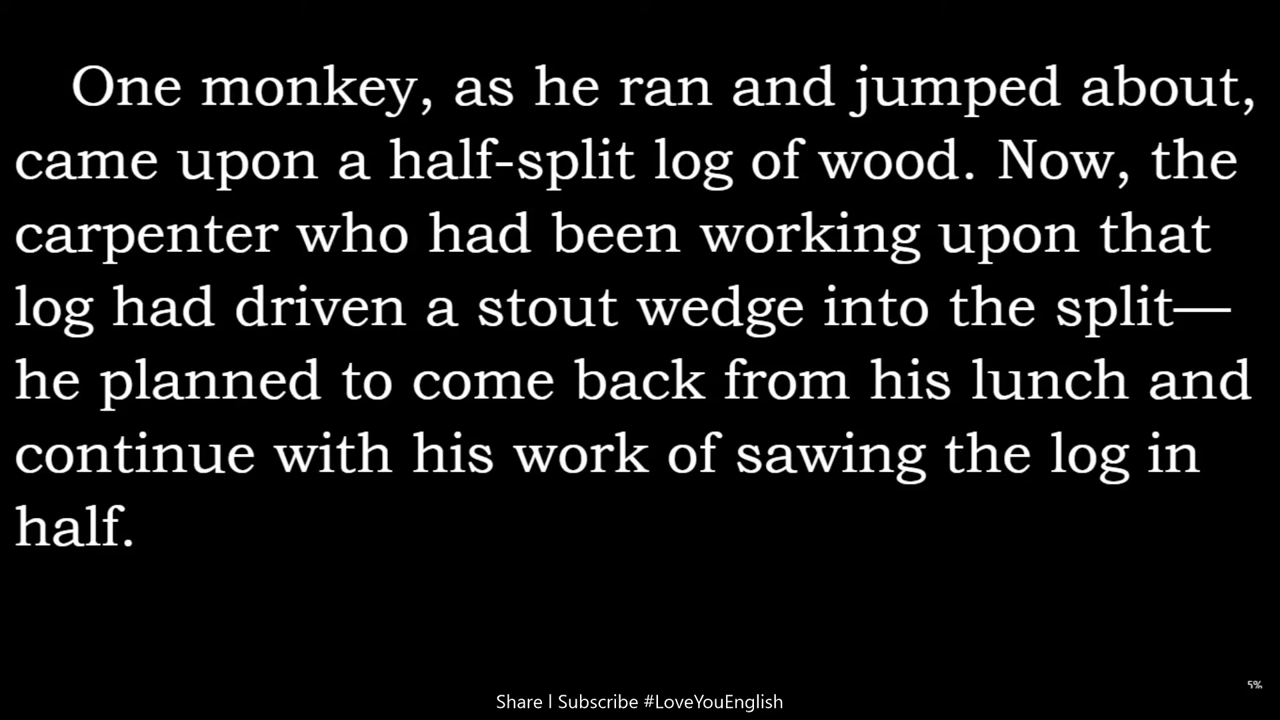 One monkey, as he ran and jumped about,
came upon a half-split log of wood. Now, the
carpenter who had been working upon that
log had driven a stout wedge into the split—
he planned to come back from his lunch and
continue with his work of sawing the log in
half.
5%
Share | Subscribe #LoveYouEnglish